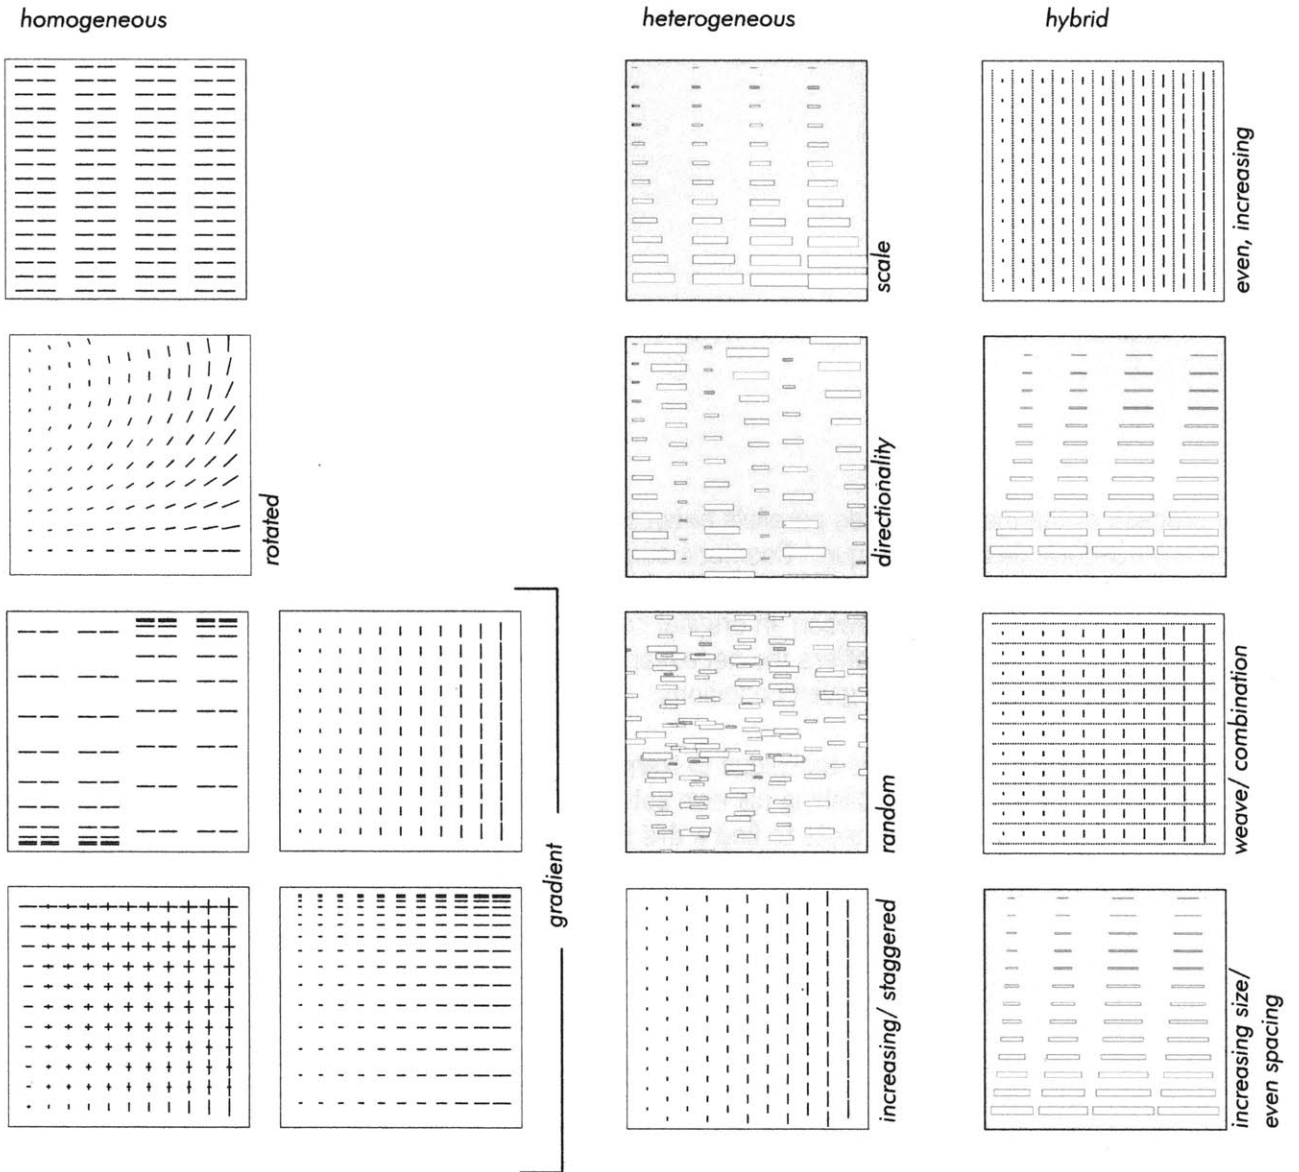 homogeneous
heterogeneous
hybrid
scale
even, increasing
rotated
directionality
gradient
random
weave/ combination
increasing/ staggered
increasing size/
even spacing